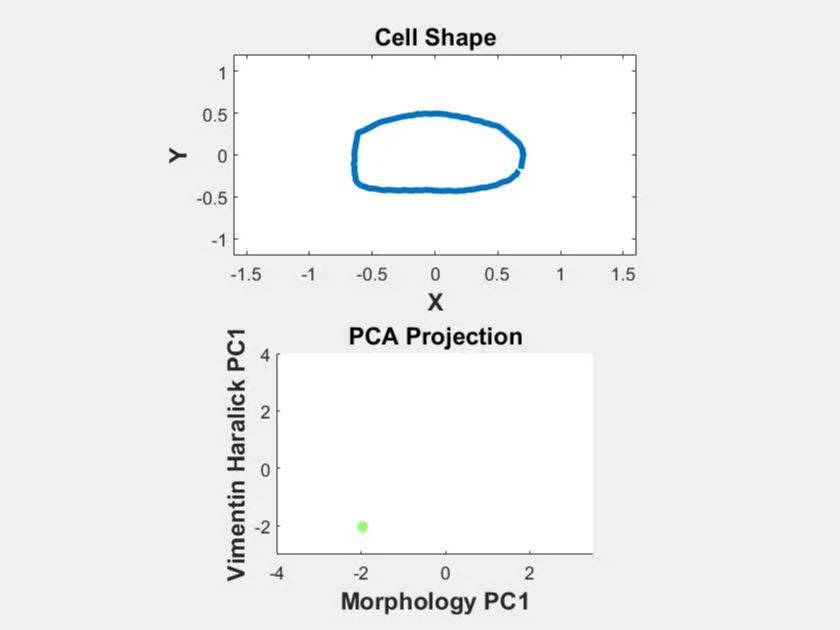 Cell Shape
1
0.5
0
-0.5
-1
Y
-1.5 -1 -0.5 0 0.5 1 1.5
X
PCA Projection
4
2
0
-2
Vimentin Haralick PC1
-4 -2 0 2
Morphology PC1